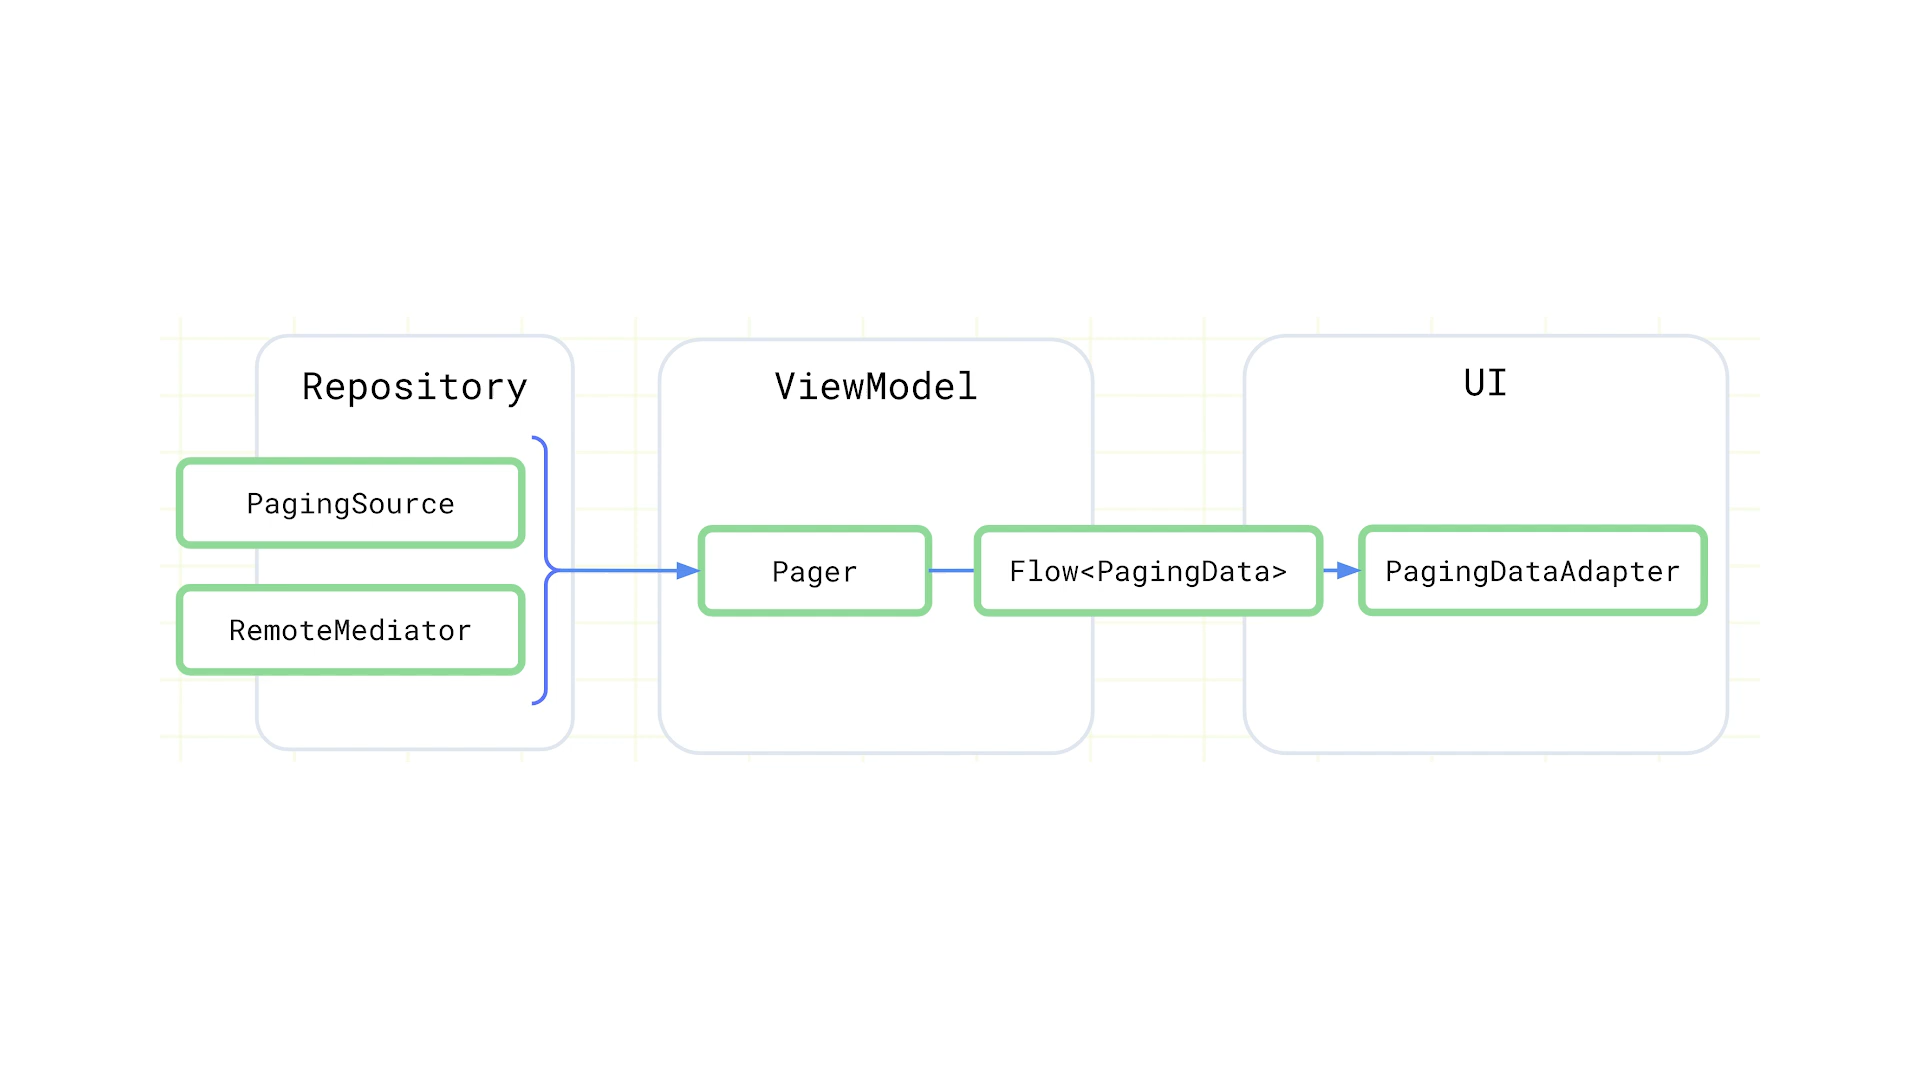 Repository
PagingSource
RemoteMediator
ViewModel
Pager
Flow<PagingData>
UI
PagingDataAdapter